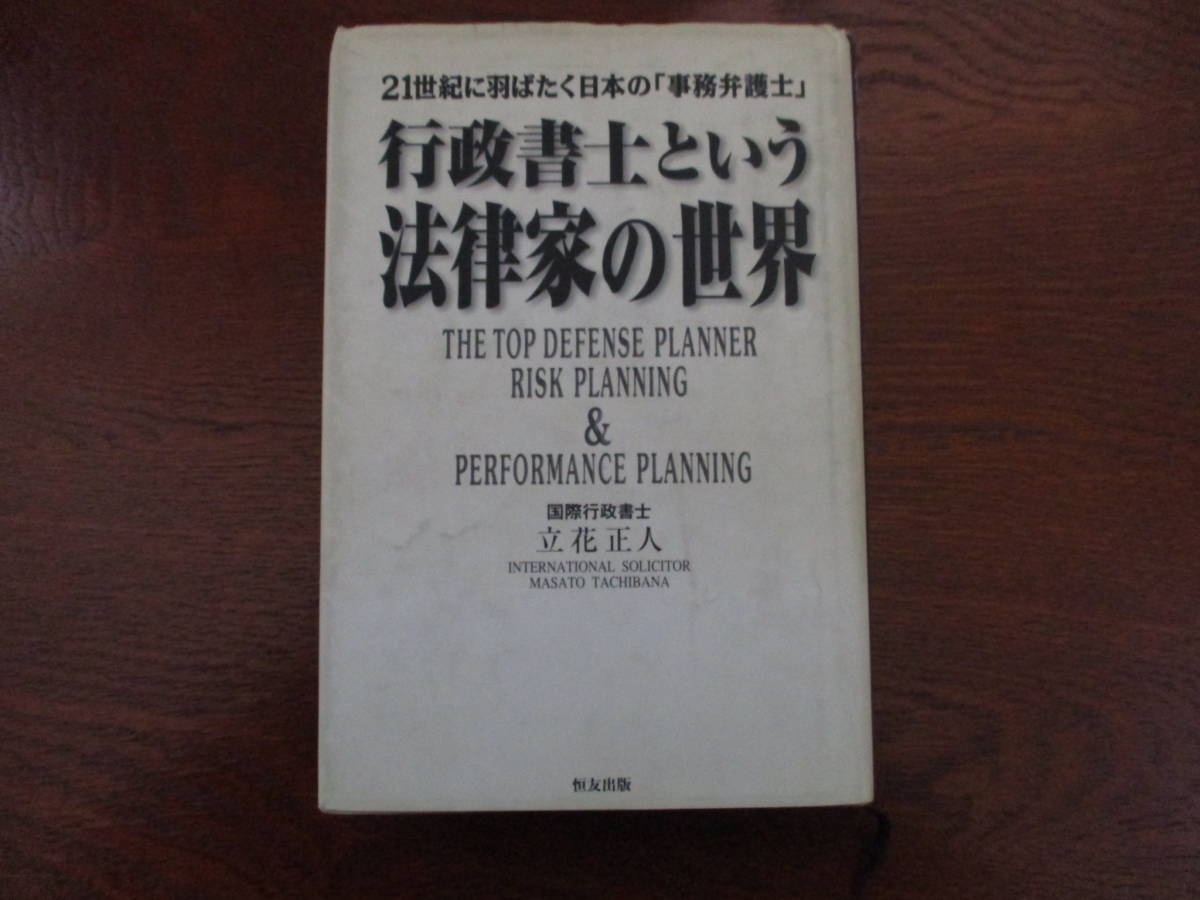 21世紀に羽ばたく日本の「事務弁護士」
行政書士という
法律家の世界
THE TOP DEFENSE PLANNER
RISK PLANNING
&
PERFORMANCE PLANNING
国際行政書士
立花正人
INTERNATIONAL SOLICITOR
MASATO TACHIBANA
恒友出版